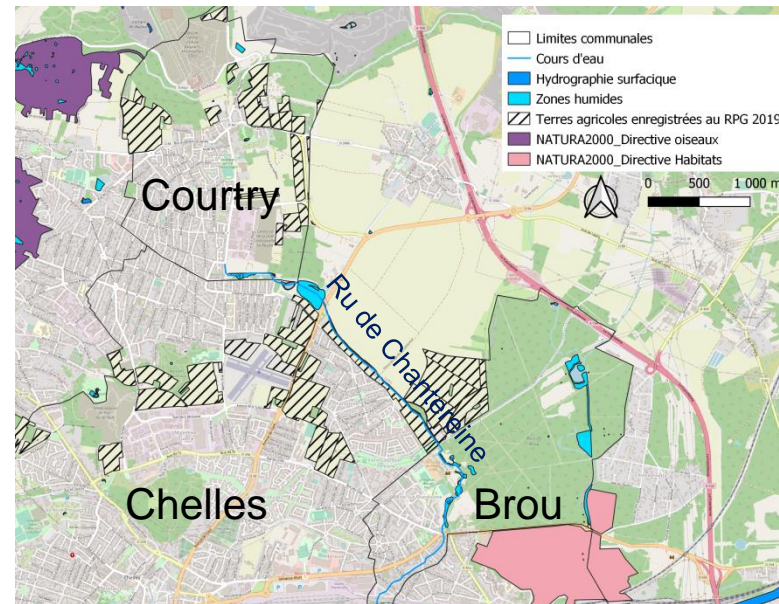 Limites communales
Cours d'eau
Hydrographie surfacique
Zones humides
Terres agricoles enregistrées au RPG 2019
NATURA2000_Directive oiseaux
NATURA2000_Directive Habitats
0 500 1 000 m
Courtry
Ru de Chantereine
Chelles
Brou